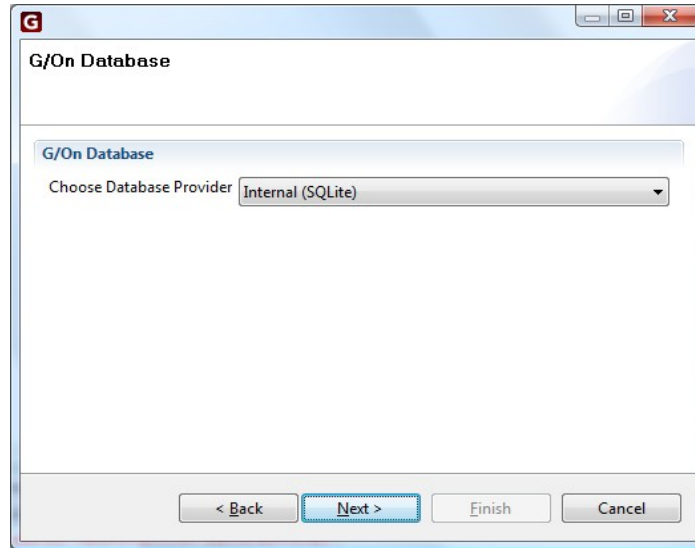 G
G/On Database
G/On Database
Choose Database Provider Internal (SQLite)
< Back Next > Finish Cancel